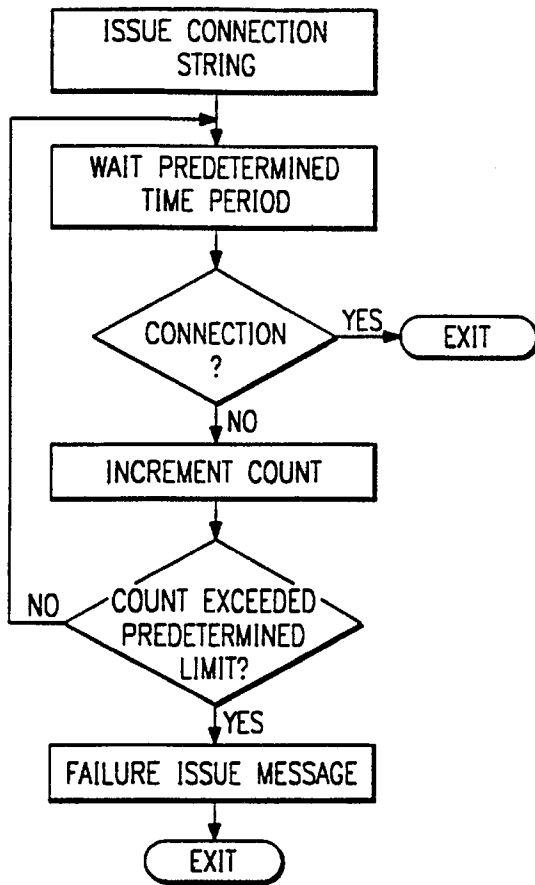 ISSUE CONNECTION
STRING
WAIT PREDETERMINED
TIME PERIOD
CONNECTION
?
YES
EXIT
NO
INCREMENT COUNT
COUNT EXCEEDED
PREDETERMINED
LIMIT?
NO
YES
FAILURE ISSUE MESSAGE
EXIT